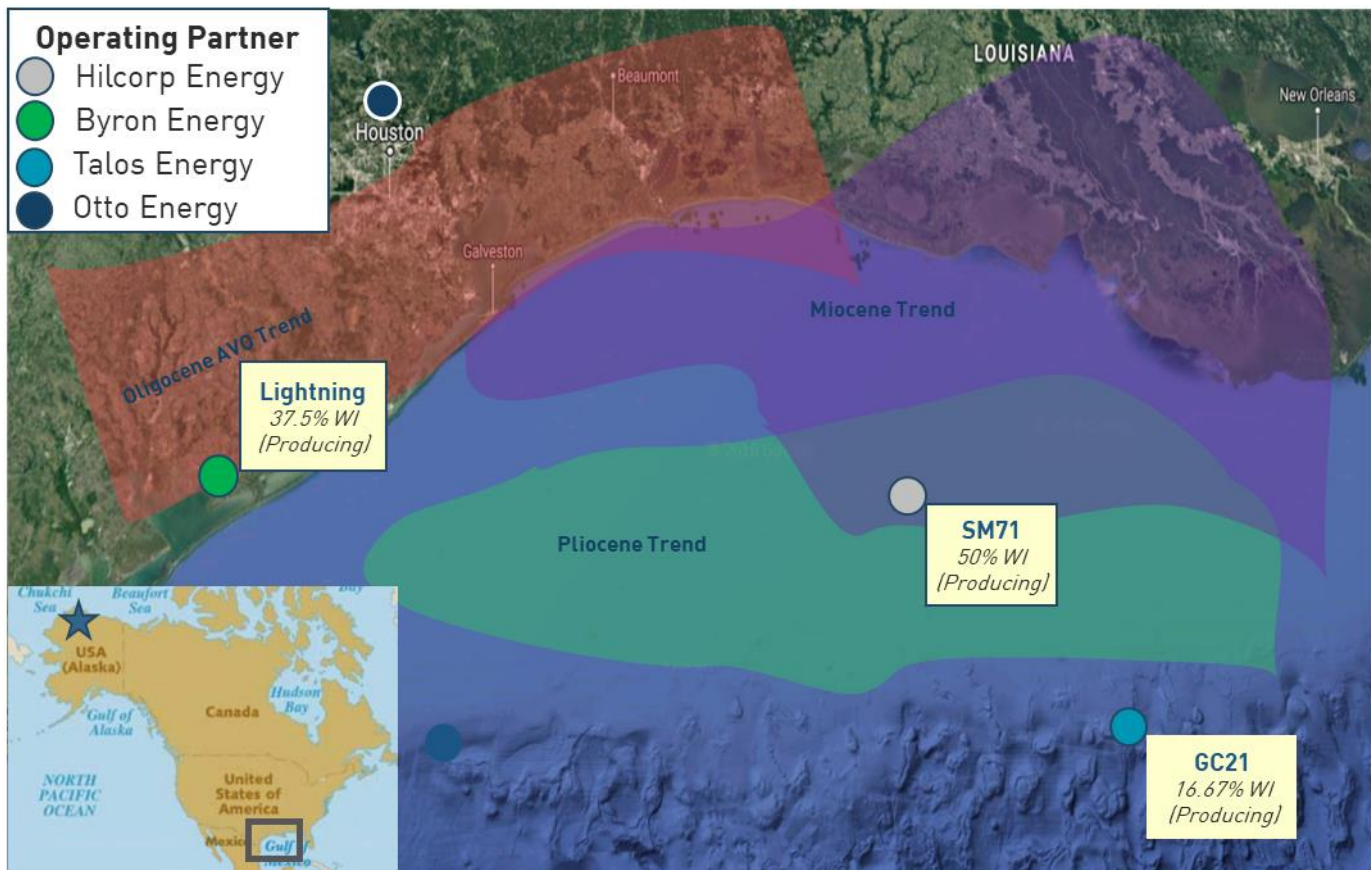 Operating Partner
Hilcorp Energy
Byron Energy
Talos Energy
Otto Energy
Houston
Beaumont
LOUISIANA
New Orleans
Galveston
Oligocene AVO Trend
Miocene Trend
Lightning
37.5% WI
(Producing)
Pliocene Trend
SM71
50% WI
(Producing)
GC21
16.67% WI
(Producing)
Chukchi
Sea
Beaufort
Sea
Bay
USA
(Alaska)
Gulf of
Alaska
Hudson
Bay
Canada
NORTH
PACIFIC
OCEAN
United
States of
America
Mexico
Gulf of
Mexico